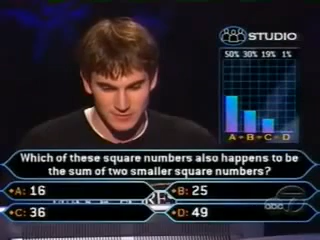 STUDIO
50% 30% 19% 1%
A B C D
Which of these square numbers also happens to be
the sum of two smaller square numbers?
A: 16
B: 25
C: 36
D: 49
abc